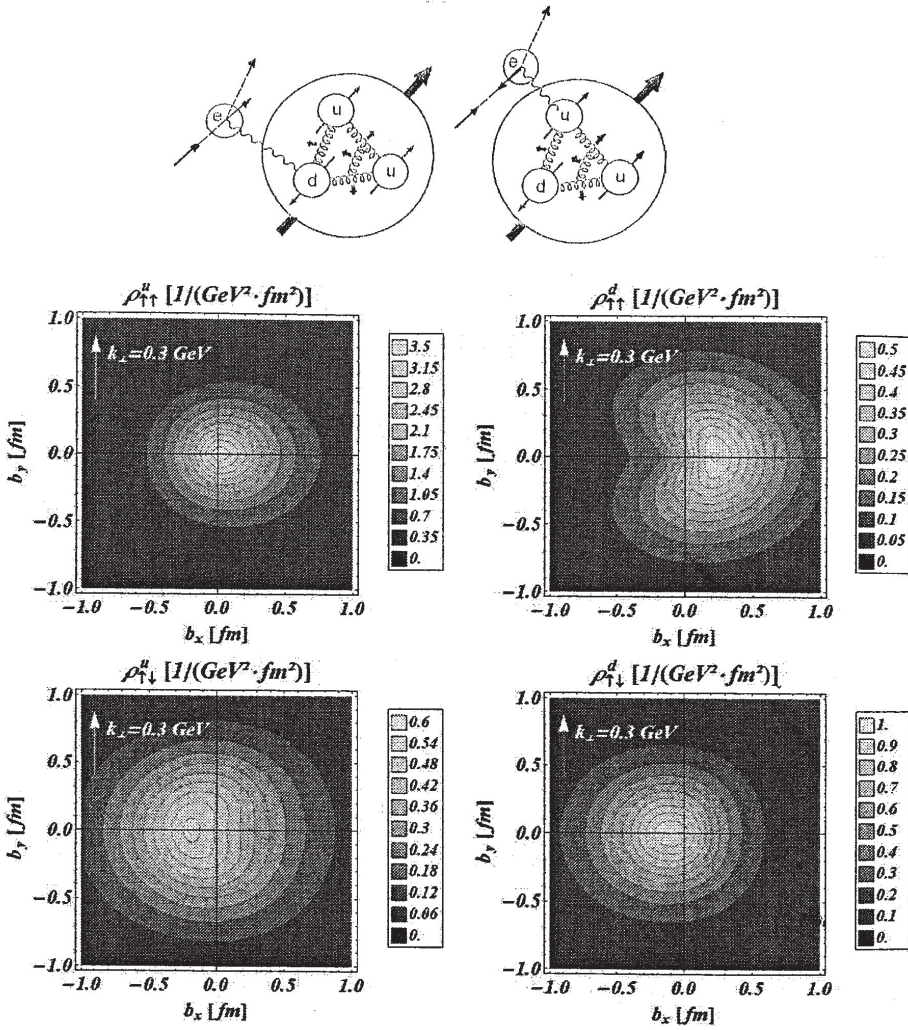 e
u
d
u
e
u
d
u
ρ↑↑ᵘ [1/(GeV²·fm²)]
k⊥=0.3 GeV
1.0
0.5
0.0
−0.5
−1.0
b_y [fm]
−1.0 −0.5 0.0 0.5 1.0
b_x [fm]
3.5
3.15
2.8
2.45
2.1
1.75
1.4
1.05
0.7
0.35
0.
ρ↑↑ᵈ [1/(GeV²·fm²)]
k⊥=0.3 GeV
1.0
0.5
0.0
−0.5
−1.0
b_y [fm]
−1.0 −0.5 0.0 0.5 1.0
b_x [fm]
0.5
0.45
0.4
0.35
0.3
0.25
0.2
0.15
0.1
0.05
0.
ρ↑↓ᵘ [1/(GeV²·fm²)]
k⊥=0.3 GeV
1.0
0.5
0.0
−0.5
−1.0
b_y [fm]
−1.0 −0.5 0.0 0.5 1.0
b_x [fm]
0.6
0.54
0.48
0.42
0.36
0.3
0.24
0.18
0.12
0.06
0.
ρ↑↓ᵈ [1/(GeV²·fm²)]
k⊥=0.3 GeV
1.0
0.5
0.0
−0.5
−1.0
b_y [fm]
−1.0 −0.5 0.0 0.5 1.0
b_x [fm]
1.
0.9
0.8
0.7
0.6
0.5
0.4
0.3
0.2
0.1
0.